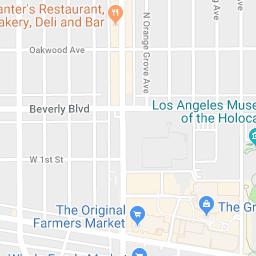 anter's Restaurant,
akery, Deli and Bar
Oakwood Ave
N Orange Grove Ave
Beverly Blvd
Los Angeles Muse
of the Holoca
W 1st St
The Original
Farmers Market
The Gr